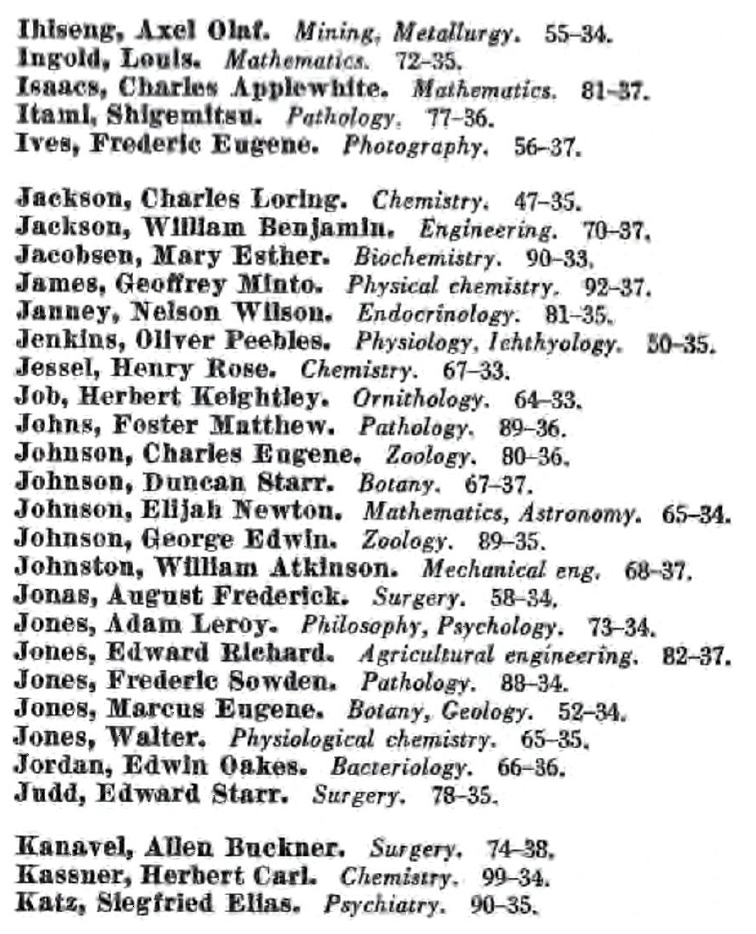 Ihlseng, Axel Olaf. Mining, Metallurgy. 55–34.
Ingold, Louis. Mathematics. 72–35.
Isaacs, Charles Applewhite. Mathematics. 81–37.
Itami, Shigemitsu. Pathology. 77–36.
Ives, Frederic Eugene. Photography. 56–37.
Jackson, Charles Loring. Chemistry. 47–35.
Jackson, William Benjamin. Engineering. 70–37.
Jacobsen, Mary Esther. Biochemistry. 90–33.
James, Geoffrey Minto. Physical chemistry. 92–37.
Janney, Nelson Wilson. Endocrinology. 81–35.
Jenkins, Oliver Peebles. Physiology, Ichthyology. 50–35.
Jessel, Henry Rose. Chemistry. 67–33.
Job, Herbert Keightley. Ornithology. 64–33.
Johns, Foster Matthew. Pathology. 89–36.
Johnson, Charles Eugene. Zoology. 80–36.
Johnson, Duncan Starr. Botany. 67–37.
Johnson, Elijah Newton. Mathematics, Astronomy. 65–34.
Johnson, George Edwin. Zoology. 89–35.
Johnston, William Atkinson. Mechanical eng. 68–37.
Jonas, August Frederick. Surgery. 58–34.
Jones, Adam Leroy. Philosophy, Psychology. 73–34.
Jones, Edward Richard. Agricultural engineering. 82–37.
Jones, Frederic Sowden. Pathology. 88–34.
Jones, Marcus Eugene. Botany, Geology. 52–34.
Jones, Walter. Physiological chemistry. 65–35.
Jordan, Edwin Oakes. Bacteriology. 66–36.
Judd, Edward Starr. Surgery. 78–35.
Kanavel, Allen Buckner. Surgery. 74–38.
Kassner, Herbert Carl. Chemistry. 99–34.
Katz, Siegfried Elias. Psychiatry. 90–35.